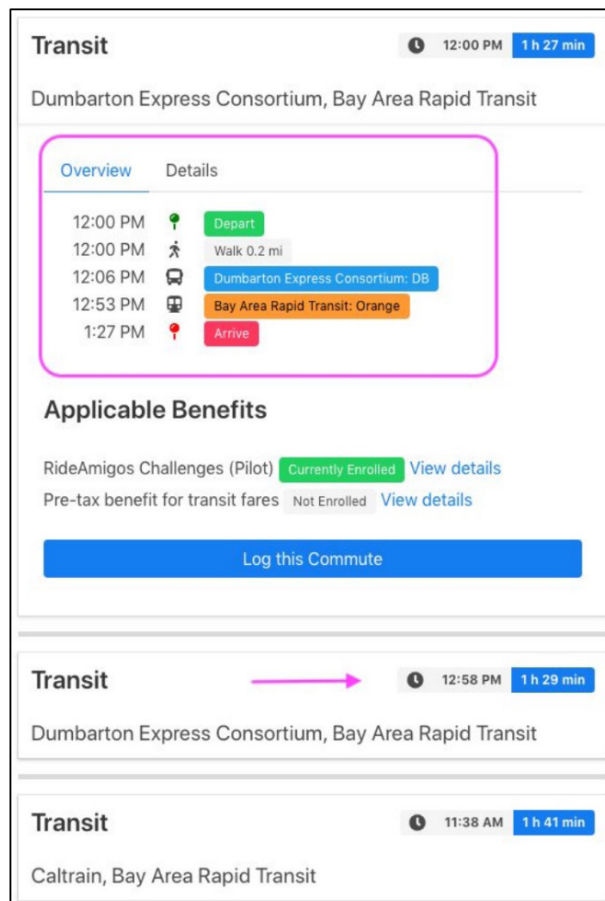 Transit 12:00 PM 1 h 27 min
Dumbarton Express Consortium, Bay Area Rapid Transit
Overview Details
12:00 PM Depart
12:00 PM Walk 0.2 mi
12:06 PM Dumbarton Express Consortium: DB
12:53 PM Bay Area Rapid Transit: Orange
1:27 PM Arrive
Applicable Benefits
RideAmigos Challenges (Pilot) Currently Enrolled View details
Pre-tax benefit for transit fares Not Enrolled View details
Log this Commute
Transit 12:58 PM 1 h 29 min
Dumbarton Express Consortium, Bay Area Rapid Transit
Transit 11:38 AM 1 h 41 min
Caltrain, Bay Area Rapid Transit